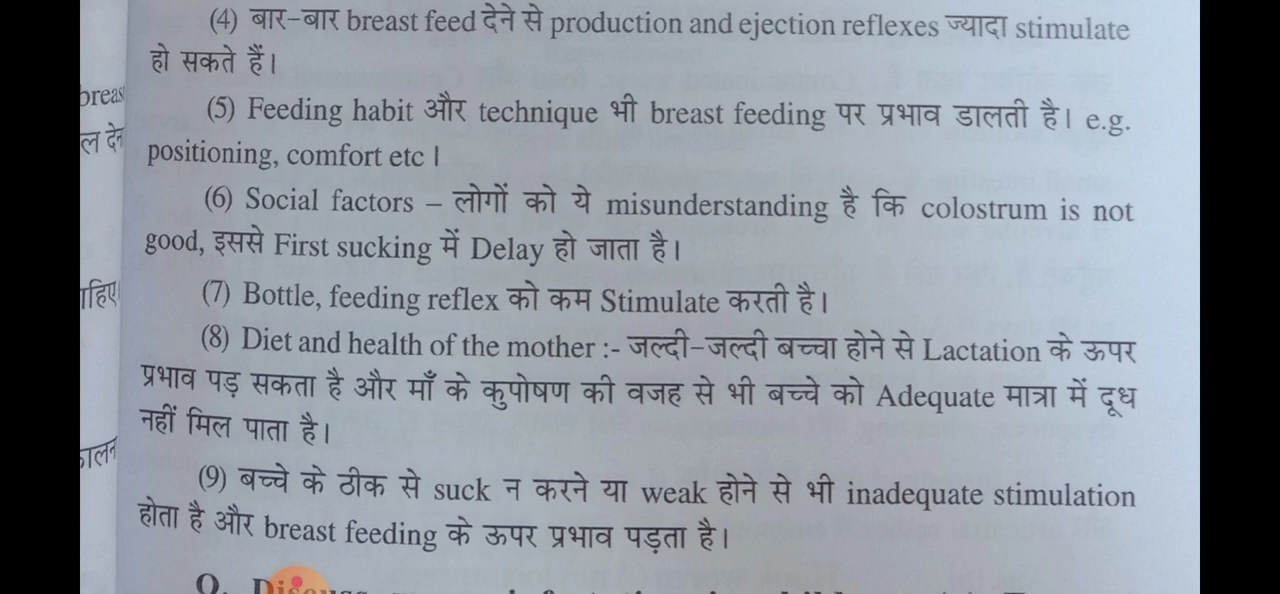 (4) बार-बार breast feed देने से production and ejection reflexes ज्यादा stimulate
हो सकते हैं।
(5) Feeding habit और technique भी breast feeding पर प्रभाव डालती है। e.g.
positioning, comfort etc।
(6) Social factors – लोगों को ये misunderstanding है कि colostrum is not
good, इससे First sucking में Delay हो जाता है।
(7) Bottle, feeding reflex को कम Stimulate करती है।
(8) Diet and health of the mother :- जल्दी-जल्दी बच्चा होने से Lactation के ऊपर
प्रभाव पड़ सकता है और माँ के कुपोषण की वजह से भी बच्चे को Adequate मात्रा में दूध
नहीं मिल पाता है।
(9) बच्चे के ठीक से suck न करने या weak होने से भी inadequate stimulation
होता है और breast feeding के ऊपर प्रभाव पड़ता है।
Q.